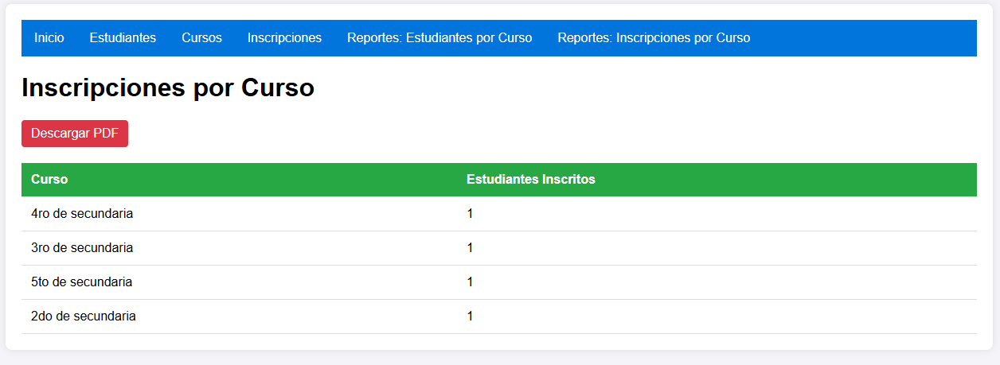 Inicio Estudiantes Cursos Inscripciones Reportes: Estudiantes por Curso Reportes: Inscripciones por Curso
Inscripciones por Curso
Descargar PDF
Curso Estudiantes Inscritos
4ro de secundaria 1
3ro de secundaria 1
5to de secundaria 1
2do de secundaria 1